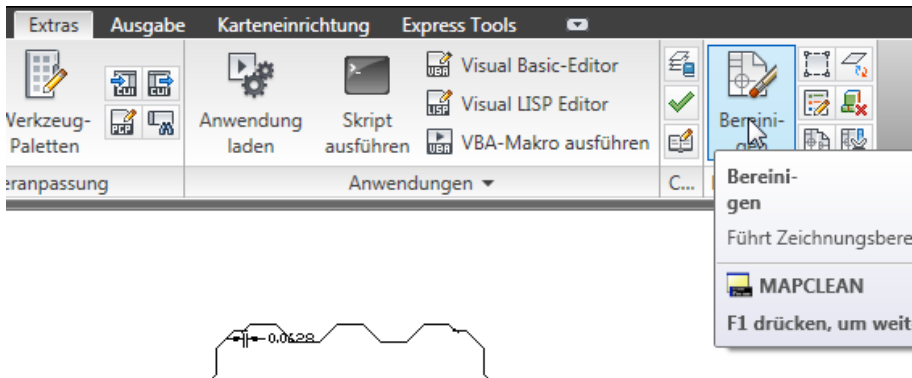 Extras Ausgabe Karteneinrichtung Express Tools
Visual Basic-Editor
Visual LISP Editor
VBA-Makro ausführen
Werkzeug-
Paletten
Anwendung
laden
Skript
ausführen
Bereini-
gen
eranpassung
Anwendungen
C...
Bereini-
gen
Führt Zeichnungsbere
MAPCLEAN
F1 drücken, um weit
0.0628